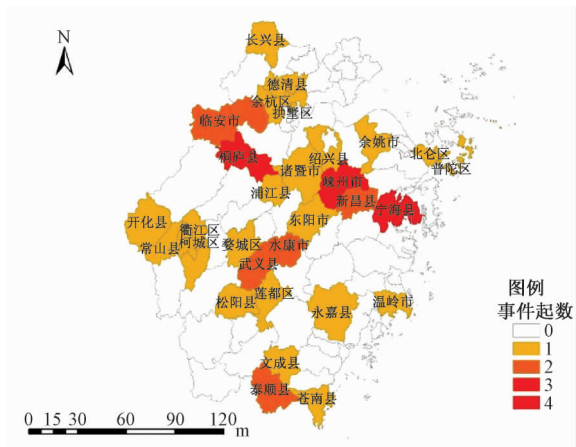 N
长兴县
德清县
余杭区
拱墅区
临安市
桐庐县
余姚市
北仑区
普陀区
绍兴县
诸暨市
嵊州市
新昌县
宁海县
浦江县
东阳市
开化县
衢江区
常山县
柯城区
婺城区
永康市
武义县
松阳县
莲都区
永嘉县
温岭市
文成县
泰顺县
苍南县
图例
事件起数
0
1
2
3
4
0 15 30 60 90 120
m